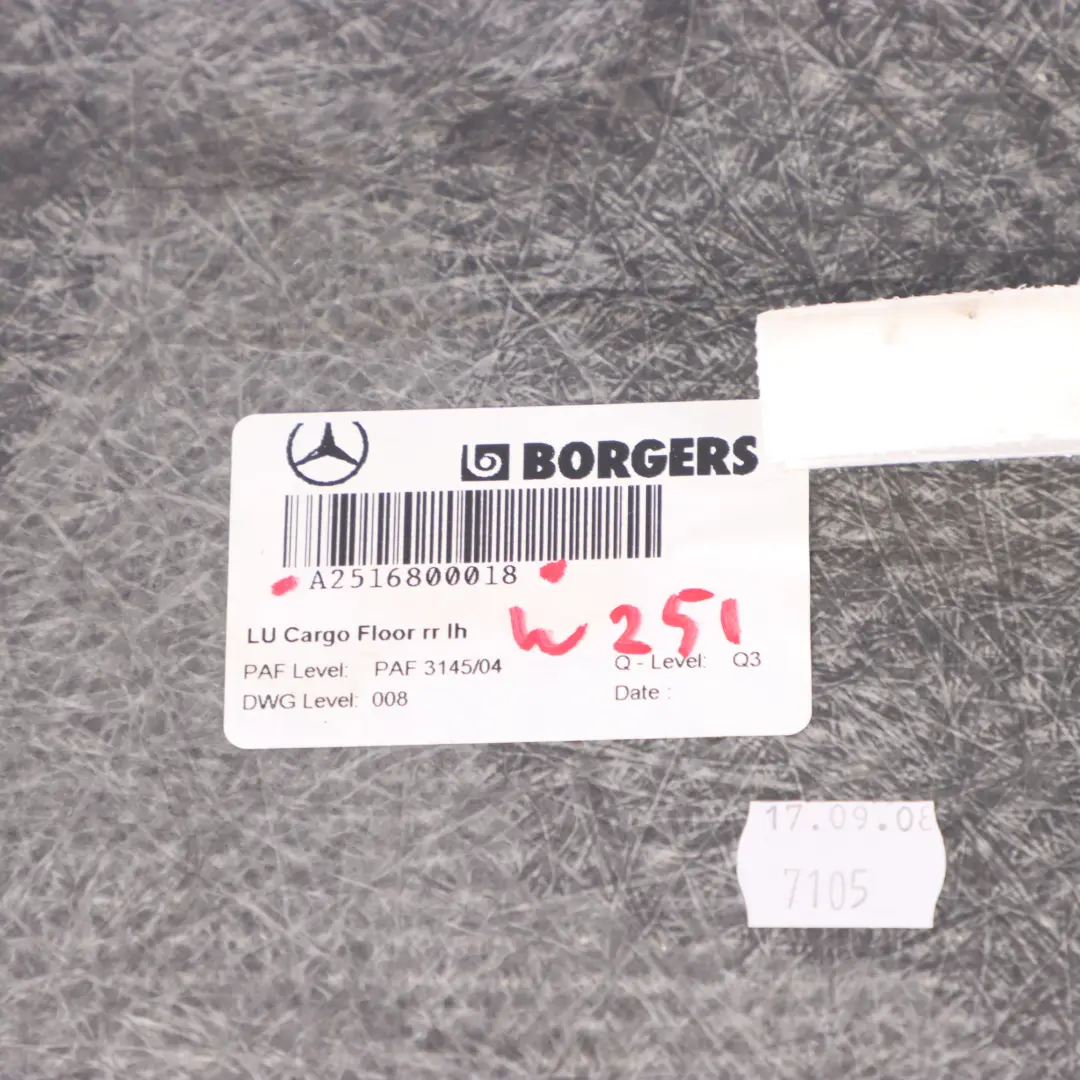 BORGERS
A2516800018
W 251
LU Cargo Floor rr lh
PAF Level: PAF 3145/04
Q - Level: Q3
DWG Level: 008
Date :
17.09.08
7105